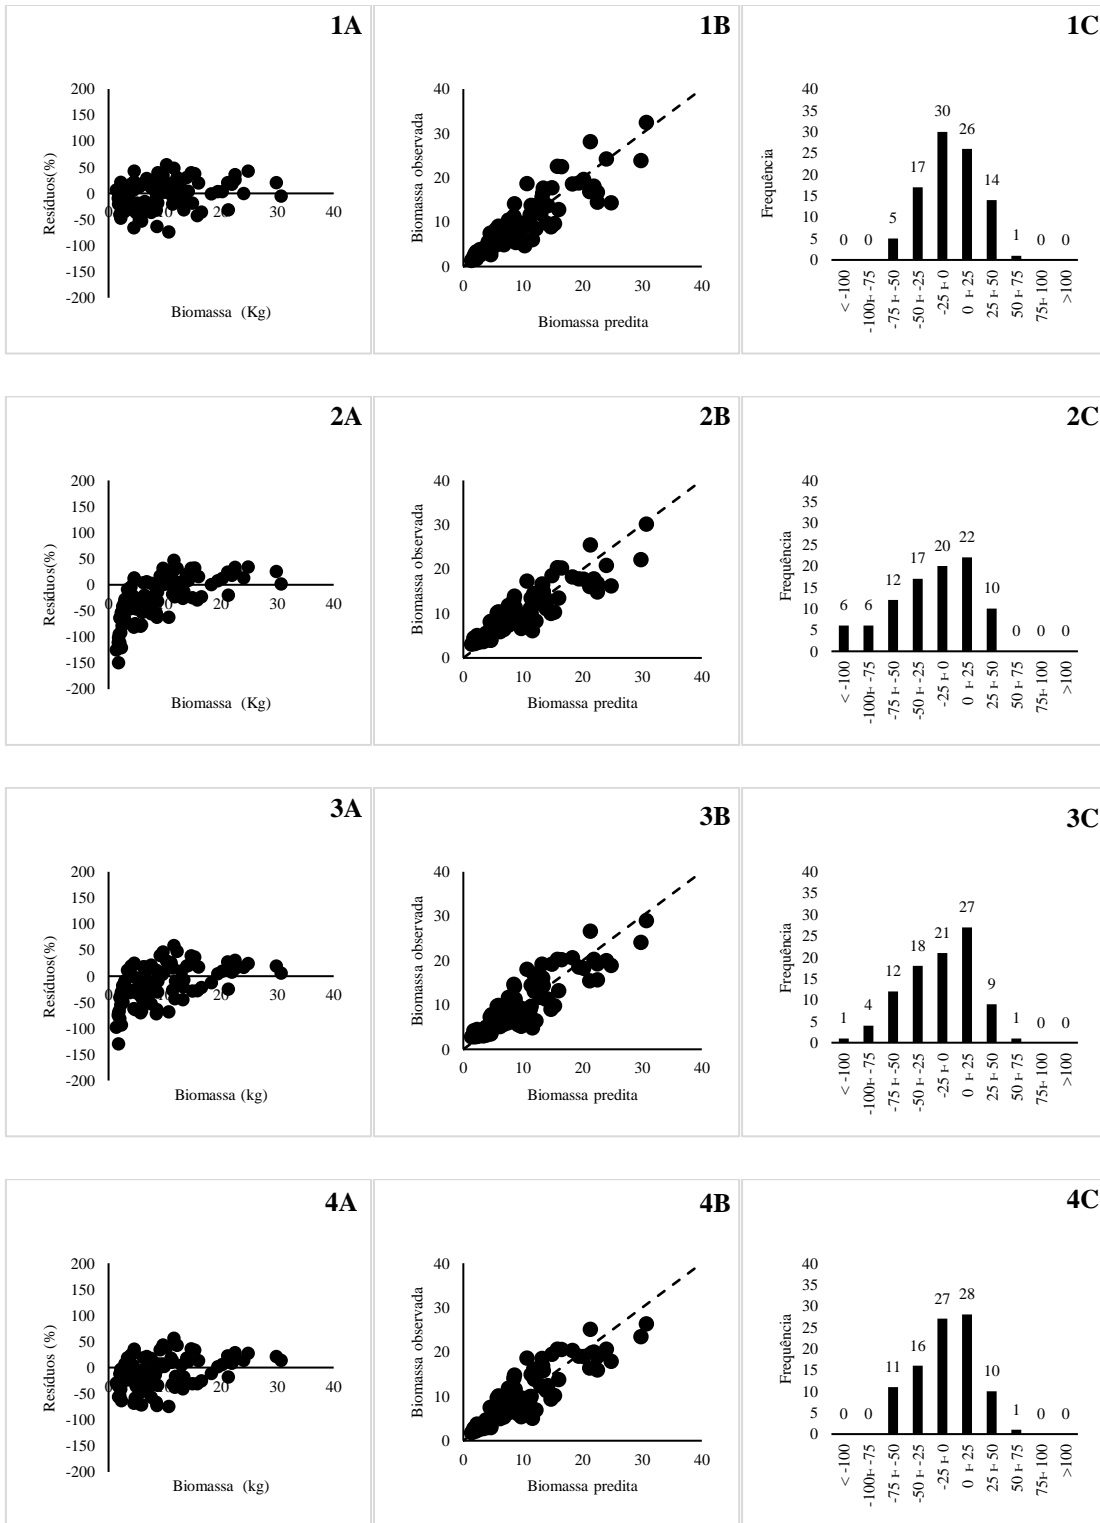 1A
200
150
100
50
0
-50
-100
-150
-200
0
10
20
30
40
Resíduos(%)
Biomassa (Kg)
1B
40
30
20
10
0
0
10
20
30
40
Biomassa observada
Biomassa predita
1C
40
35
30
25
20
15
10
5
0
Frequência
0
0
5
17
30
26
14
1
0
0
< -100
-100ı- -75
-75 ı- -50
-50 ı- -25
-25 ı- 0
0 ı- 25
25 ı- 50
50 ı- 75
75ı- 100
>100
2A
200
150
100
50
0
-50
-100
-150
-200
0
10
20
30
40
Resíduos(%)
Biomassa (Kg)
2B
40
30
20
10
0
0
10
20
30
40
Biomassa observada
Biomassa predita
2C
40
35
30
25
20
15
10
5
0
Frequência
6
6
12
17
20
22
10
0
0
0
< -100
-100ı- -75
-75 ı- -50
-50 ı- -25
-25 ı- 0
0 ı- 25
25 ı- 50
50 ı- 75
75ı- 100
>100
3A
200
150
100
50
0
-50
-100
-150
-200
0
10
20
30
40
Resíduos(%)
Biomassa (kg)
3B
40
30
20
10
0
0
10
20
30
40
Biomassa observada
Biomassa predita
3C
40
35
30
25
20
15
10
5
0
Frequência
1
4
12
18
21
27
9
1
0
0
< -100
-100ı- -75
-75 ı- -50
-50 ı- -25
-25 ı- 0
0 ı- 25
25 ı- 50
50 ı- 75
75ı- 100
>100
4A
200
150
100
50
0
-50
-100
-150
-200
0
10
20
30
40
Resíduos (%)
Biomassa (kg)
4B
40
30
20
10
0
0
10
20
30
40
Biomassa observada
Biomassa predita
4C
40
35
30
25
20
15
10
5
0
Frequência
0
0
11
16
27
28
10
1
0
0
< -100
-100ı- -75
-75 ı- -50
-50 ı- -25
-25 ı- 0
0 ı- 25
25 ı- 50
50 ı- 75
75ı- 100
>100